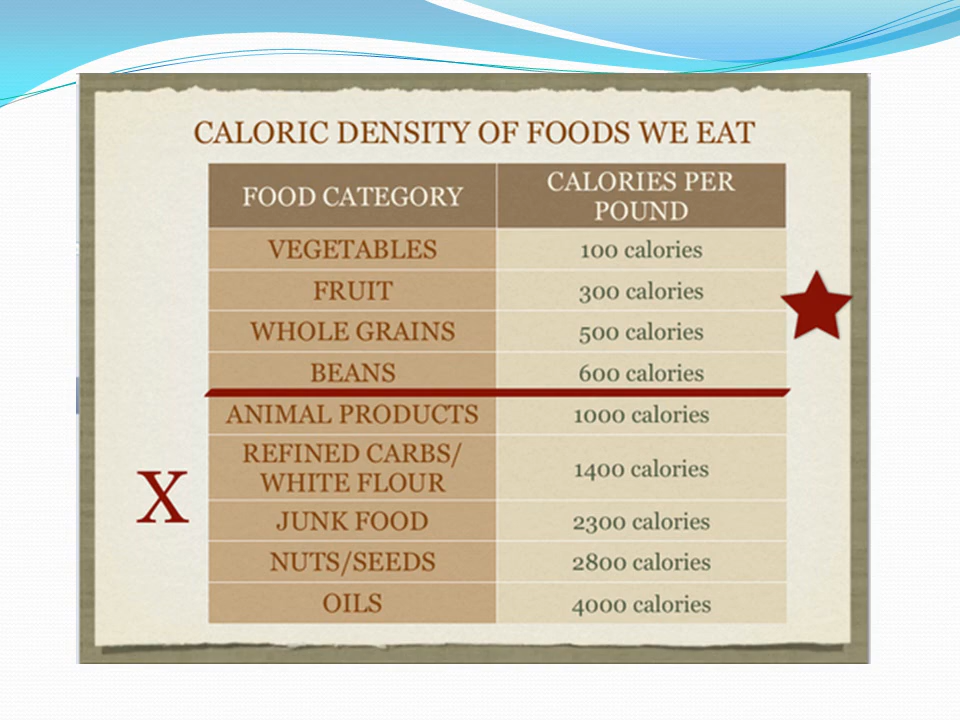 CALORIC DENSITY OF FOODS WE EAT
FOOD CATEGORY
CALORIES PER
POUND
VEGETABLES
100 calories
FRUIT
300 calories
WHOLE GRAINS
500 calories
BEANS
600 calories
ANIMAL PRODUCTS
1000 calories
REFINED CARBS/
WHITE FLOUR
1400 calories
X
JUNK FOOD
2300 calories
NUTS/SEEDS
2800 calories
OILS
4000 calories